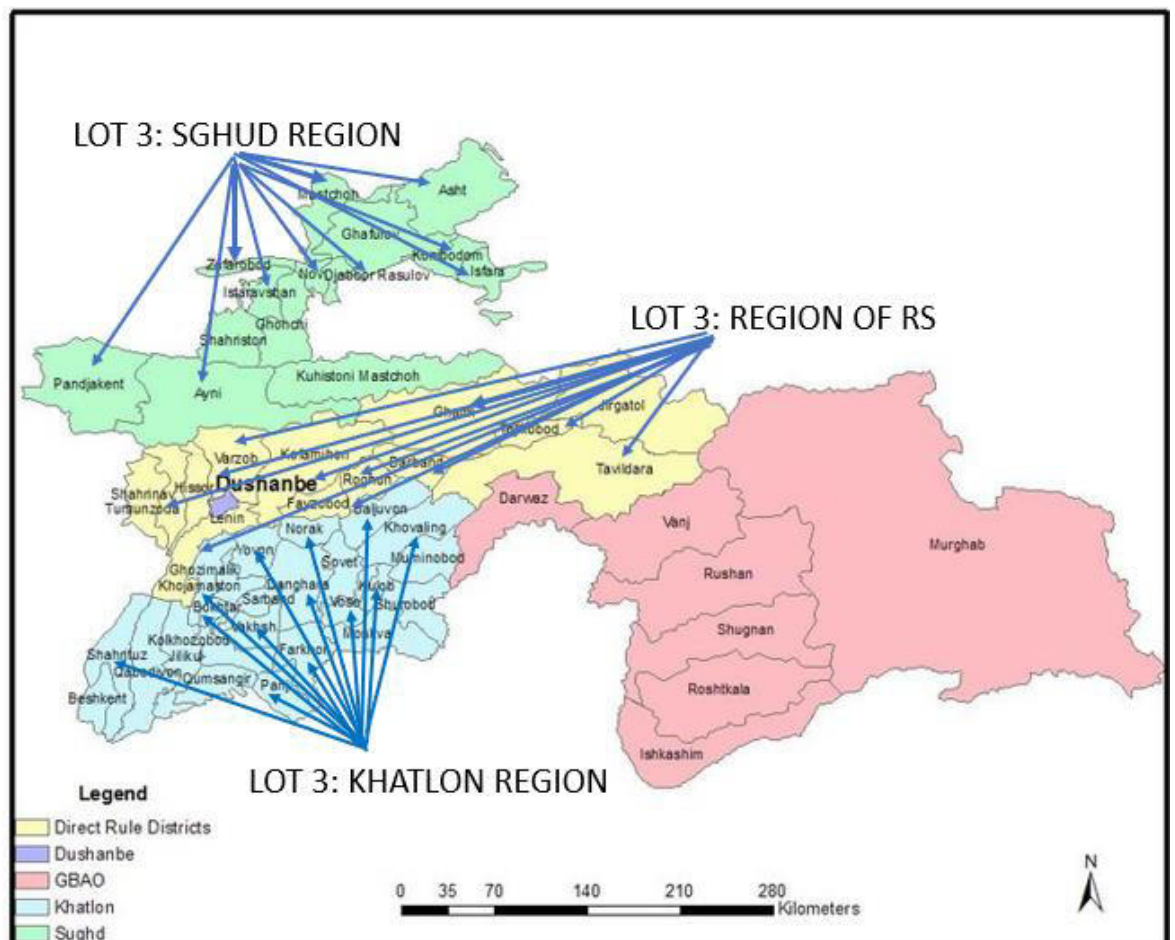 LOT 3: SGHUD REGION
Mastchoh
Asht
Ghafurov
Konibodom
Isfara
Zafarobod
Nov
Djabbor Rasulov
Istaravshan
Ghonchi
Shahriston
LOT 3: REGION OF RS
Pandjakent
Ayni
Kuhistoni Mastchoh
Jirgatol
Varzob
Kofarnihon
Darband
Tavildara
Hissor
Dushanbe
Roghun
Shahrinav
Tursunzoda
Lenin
Fayzobod
Baljuvon
Darwaz
Vanj
Murghab
Norak
Khovaling
Yovon
Sovet
Muminobod
Rushan
Ghozimalik
Khojamaston
Danghara
Kulob
Sarband
Bokhtar
Vose
Shurobod
Shugnan
Vakhsh
Moskva
Kolkhozobod
Shahrituz
Jilikul
Farkhor
Qabodiyon
Qumsangir
Panj
Roshtkala
Beshkent
Ishkashim
LOT 3: KHATLON REGION
Legend
Direct Rule Districts
Dushanbe
GBAO
Khatlon
Sughd
0 35 70 140 210 280
Kilometers
N